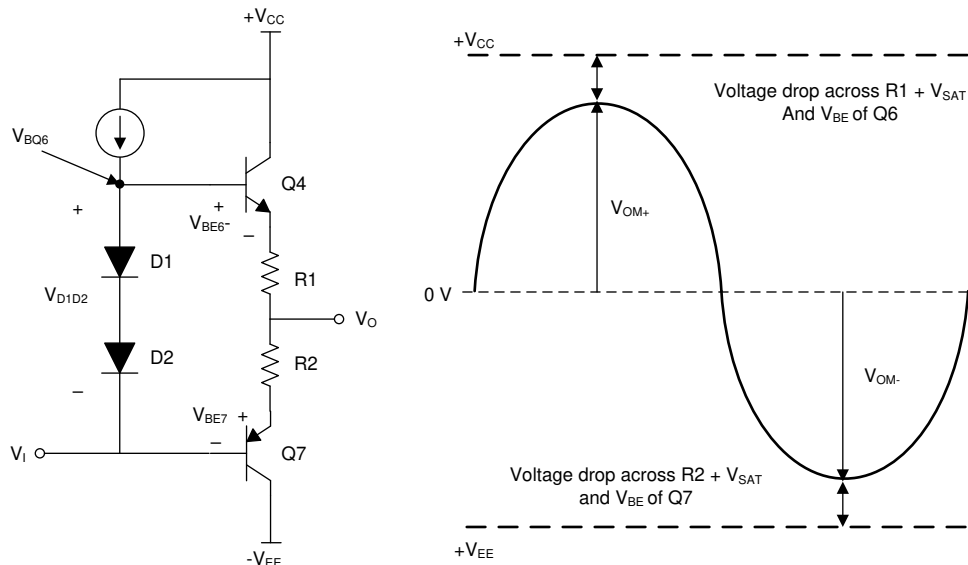 +VCC
VBQ6
+
Q4
+
VBE6-
–
D1
R1
VD1D2
VO
D2
R2
–
VBE7 +
–
VI
Q7
-VEE
+VCC
Voltage drop across R1 + VSAT
And VBE of Q6
VOM+
0 V
VOM-
Voltage drop across R2 + VSAT
and VBE of Q7
+VEE